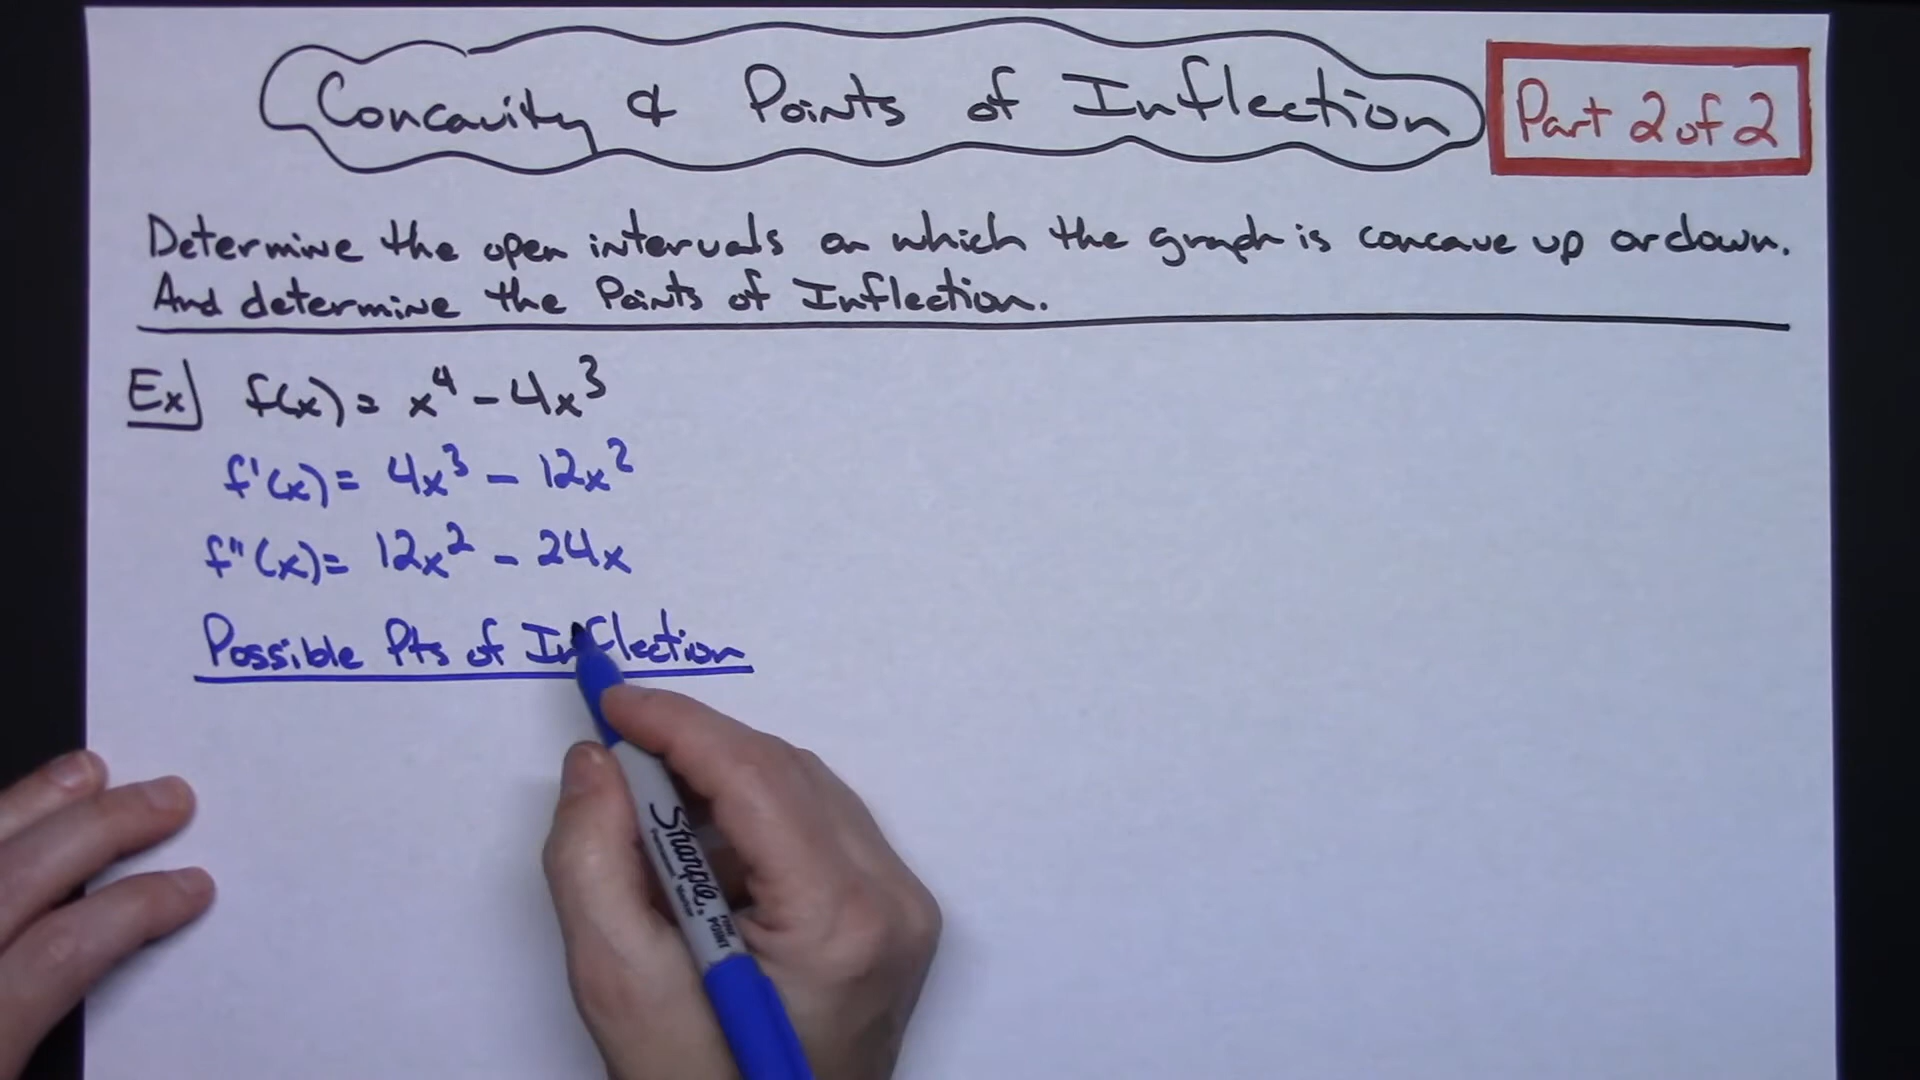 Concavity & Points of Inflection
Part 2 of 2
Determine the open intervals on which the graph is concave up or down.
And determine the Points of Inflection.
Ex) f(x) = x⁴ - 4x³
f'(x) = 4x³ - 12x²
f"(x) = 12x² - 24x
Possible Pts of Inflection
Sharpie.
FINE POINT